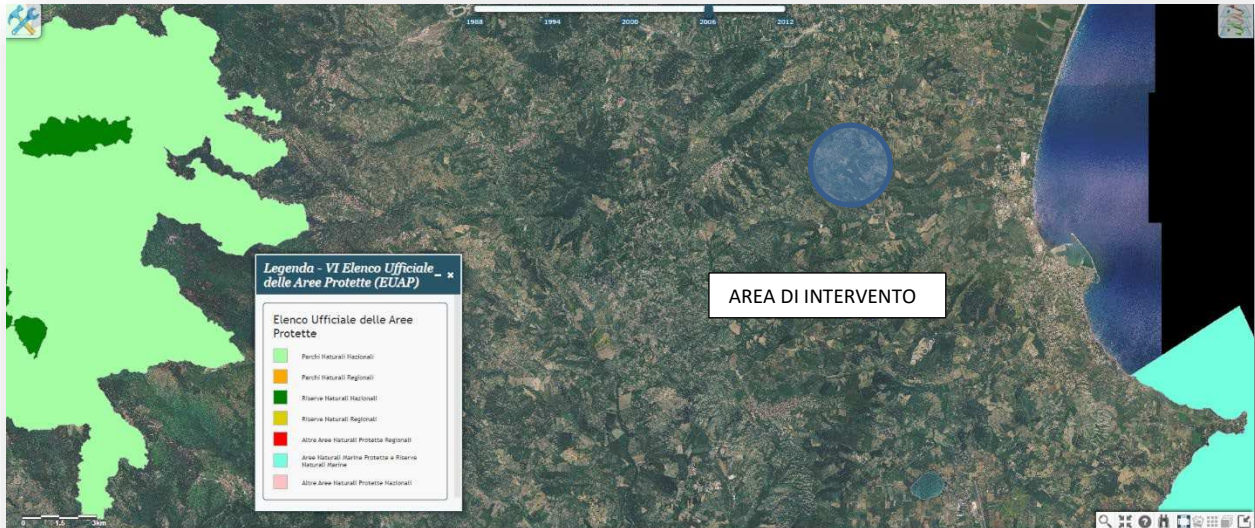 1988 1994 2000 2006 2012
AREA DI INTERVENTO
Legenda - VI Elenco Ufficiale
delle Aree Protette (EUAP)
Elenco Ufficiale delle Aree
Protette
Parchi Naturali Nazionali
Parchi Naturali Regionali
Riserve Naturali Nazionali
Riserve Naturali Regionali
Altre Aree Naturali Protette Regionali
Aree Naturali Marine Protette e Riserve
Naturali Marine
Altre Aree Naturali Protette Nazionali
0 1.5 3km